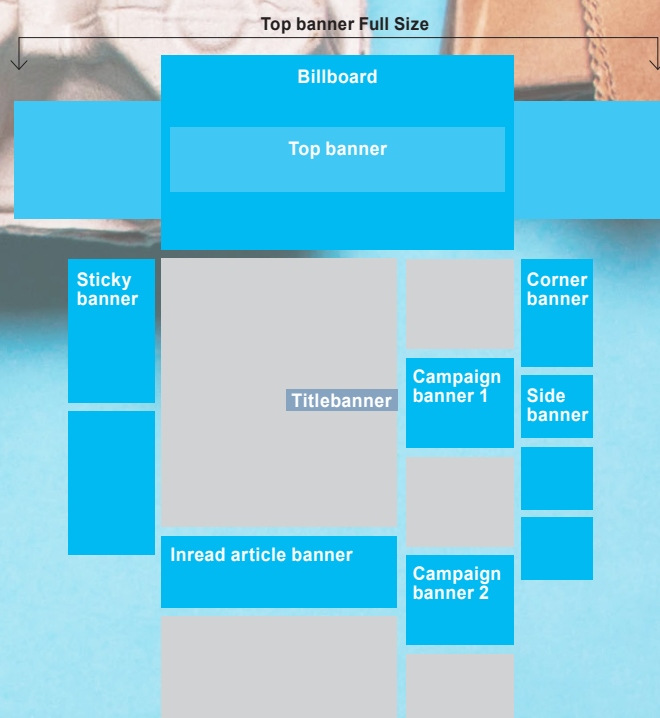 Top banner Full Size
Billboard
Top banner
Sticky
banner
Corner
banner
Campaign
banner 1
Side
banner
Titlebanner
Inread article banner
Campaign
banner 2